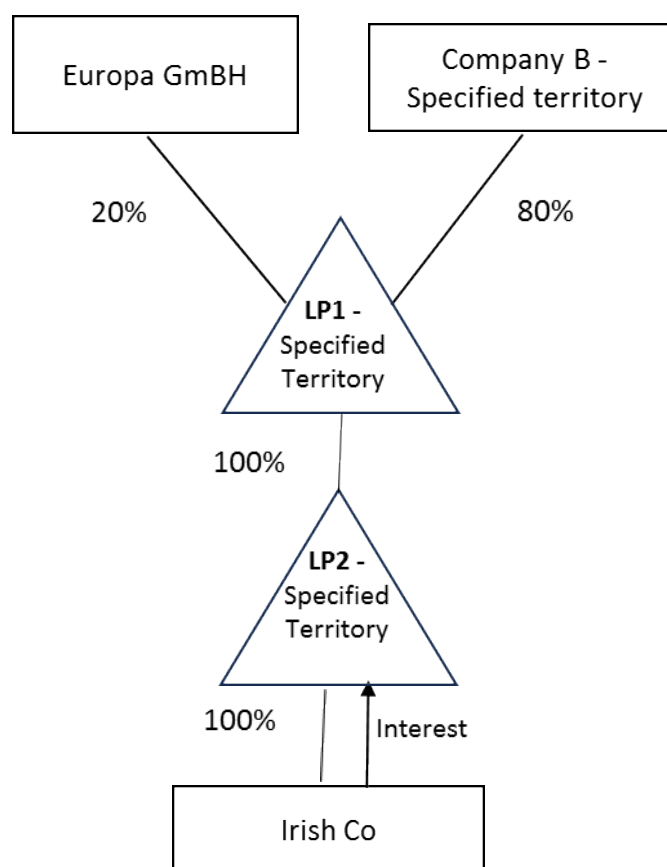 Europa GmBH
Company B -
Specified territory
20%
80%
LP1 -
Specified
Territory
100%
LP2 -
Specified
Territory
100%
Interest
Irish Co